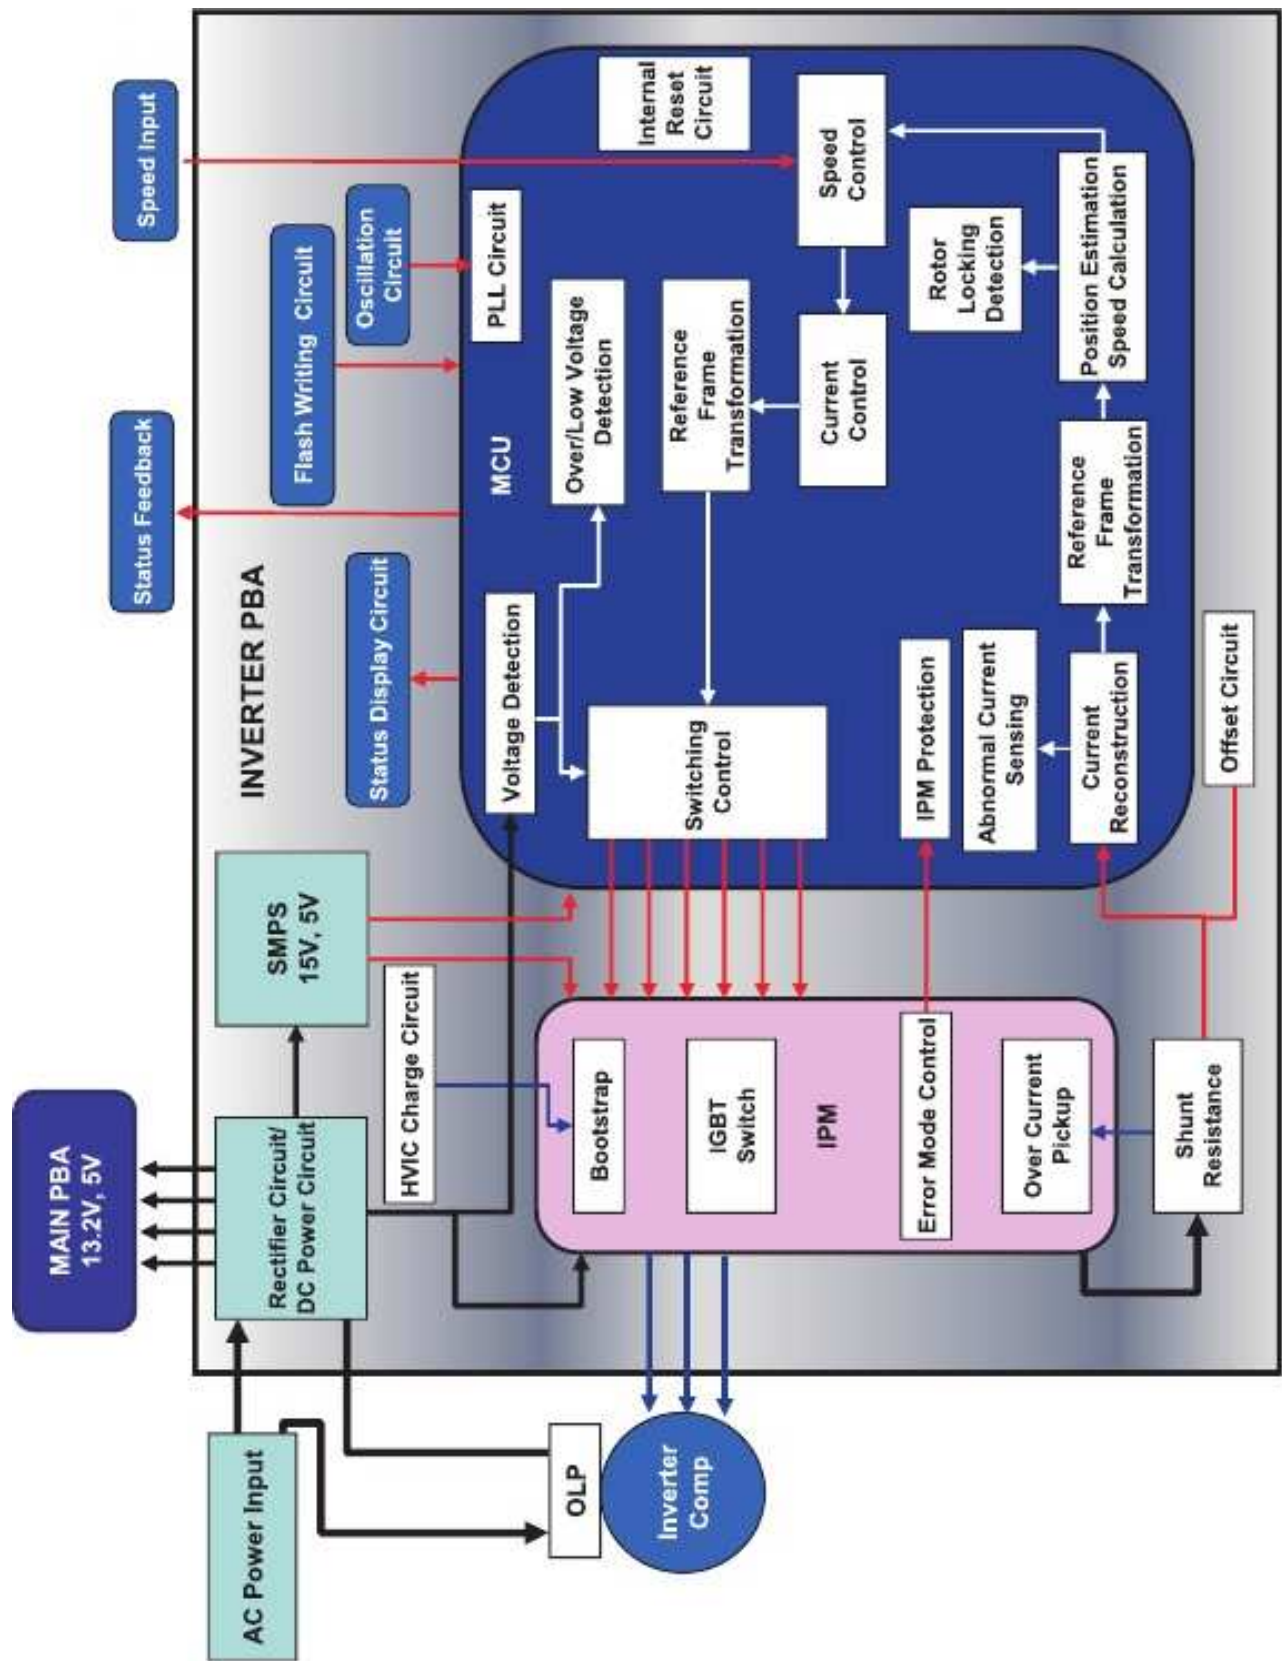 MAIN PBA
13.2V, 5V
Status Feedback
Speed Input
AC Power Input
Rectifier Circuit/
DC Power Circuit
SMPS
15V, 5V
INVERTER PBA
Flash Writing Circuit
Status Display Circuit
Oscillation
Circuit
HVIC Charge Circuit
Voltage Detection
MCU
PLL Circuit
OLP
Inverter
Comp
Bootstrap
IGBT
Switch
IPM
Error Mode Control
Over Current
Pickup
Switching
Control
Over/Low Voltage
Detection
Reference
Frame
Transformation
Internal
Reset
Circuit
Current
Control
Speed
Control
IPM Protection
Abnormal Current
Sensing
Rotor
Locking
Detection
Current
Reconstruction
Reference
Frame
Transformation
Position Estimation
Speed Calculation
Shunt
Resistance
Offset Circuit